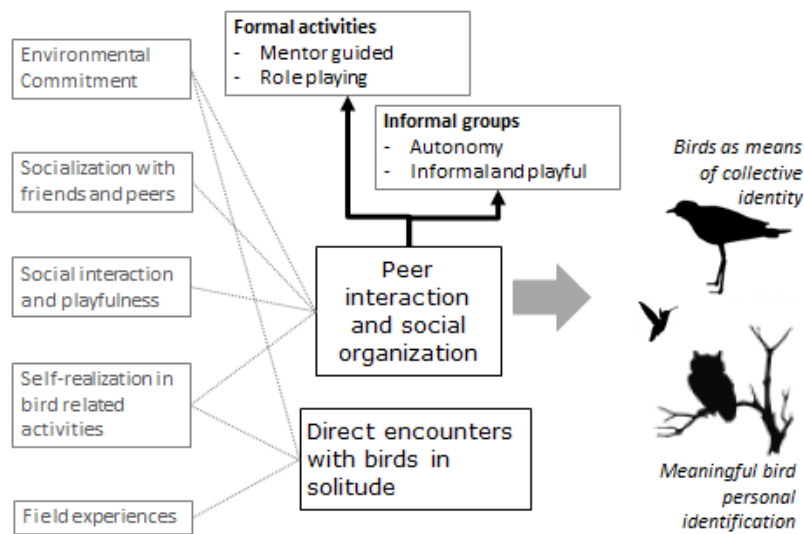 Formal activities
- Mentor guided
- Role playing
Informal groups
- Autonomy
- Informal and playful
Environmental
Commitment
Socialization with
friends and peers
Social interaction
and playfulness
Self-realization in
bird related
activities
Field experiences
Peer
interaction
and social
organization
Direct encounters
with birds in
solitude
Birds as means
of collective
identity
Meaningful bird
personal
identification